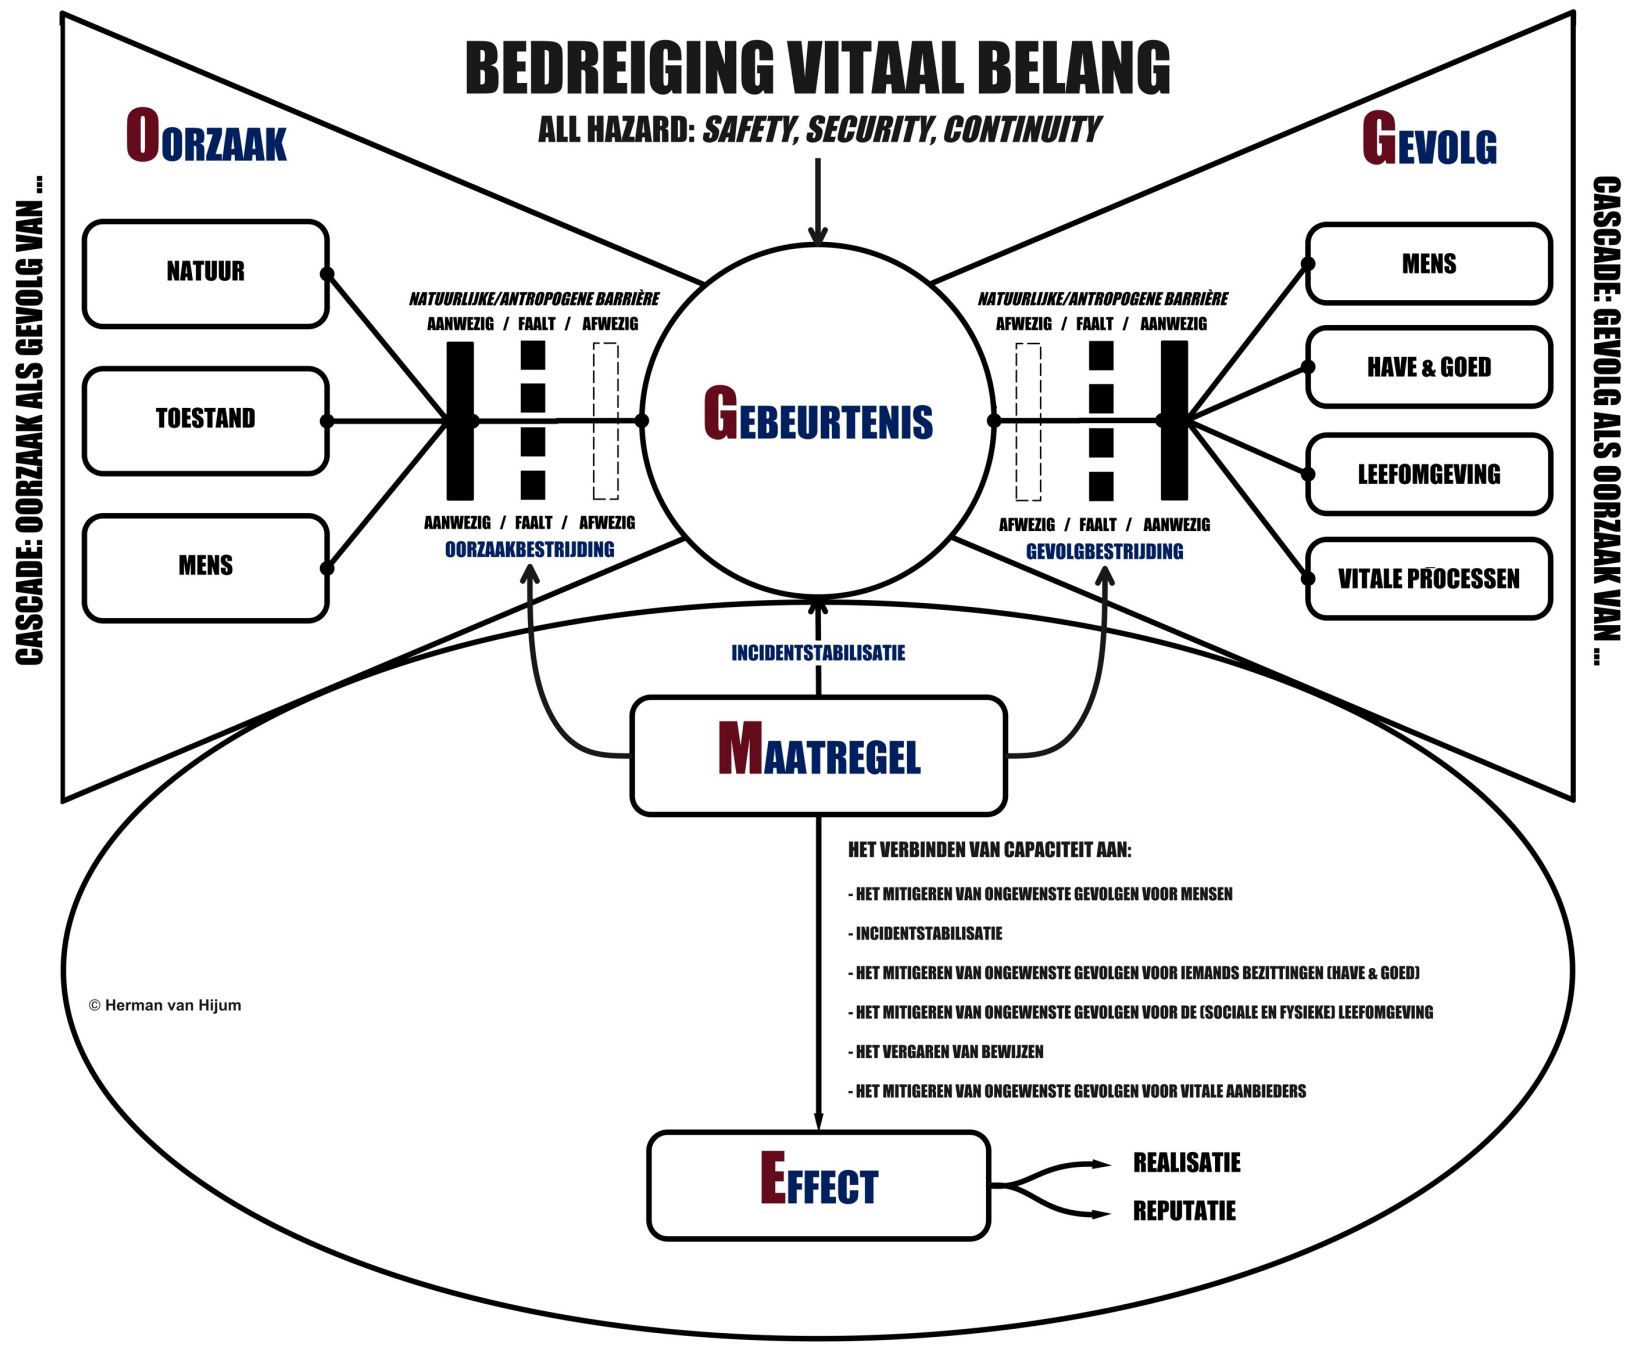 BEDREIGING VITAAL BELANG
ALL HAZARD: SAFETY, SECURITY, CONTINUITY
OORZAAK
GEVOLG
CASCADE: OORZAAK ALS GEVOLG VAN ...
NATUUR
TOESTAND
MENS
NATUURLIJKE/ANTROPOGENE BARRIÈRE
AANWEZIG / FAALT / AFWEZIG
AANWEZIG / FAALT / AFWEZIG
OORZAAKBESTRIJDING
GEBEURTENIS
NATUURLIJKE/ANTROPOGENE BARRIÈRE
AFWEZIG / FAALT / AANWEZIG
AFWEZIG / FAALT / AANWEZIG
GEVOLGBESTRIJDING
MENS
HAVE & GOED
LEEFOMGEVING
VITALE PROCESSEN
CASCADE: GEVOLG ALS OORZAAK VAN ...
INCIDENTSTABILISATIE
MAATREGEL
HET VERBINDEN VAN CAPACITEIT AAN:
- HET MITIGEREN VAN ONGEWENSTE GEVOLGEN VOOR MENSEN
- INCIDENTSTABILISATIE
- HET MITIGEREN VAN ONGEWENSTE GEVOLGEN VOOR IEMANDS BEZITTINGEN (HAVE & GOED)
- HET MITIGEREN VAN ONGEWENSTE GEVOLGEN VOOR DE (SOCIALE EN FYSIEKE) LEEFOMGEVING
- HET VERGAREN VAN BEWIJZEN
- HET MITIGEREN VAN ONGEWENSTE GEVOLGEN VOOR VITALE AANBIEDERS
© Herman van Hijum
EFFECT
REALISATIE
REPUTATIE